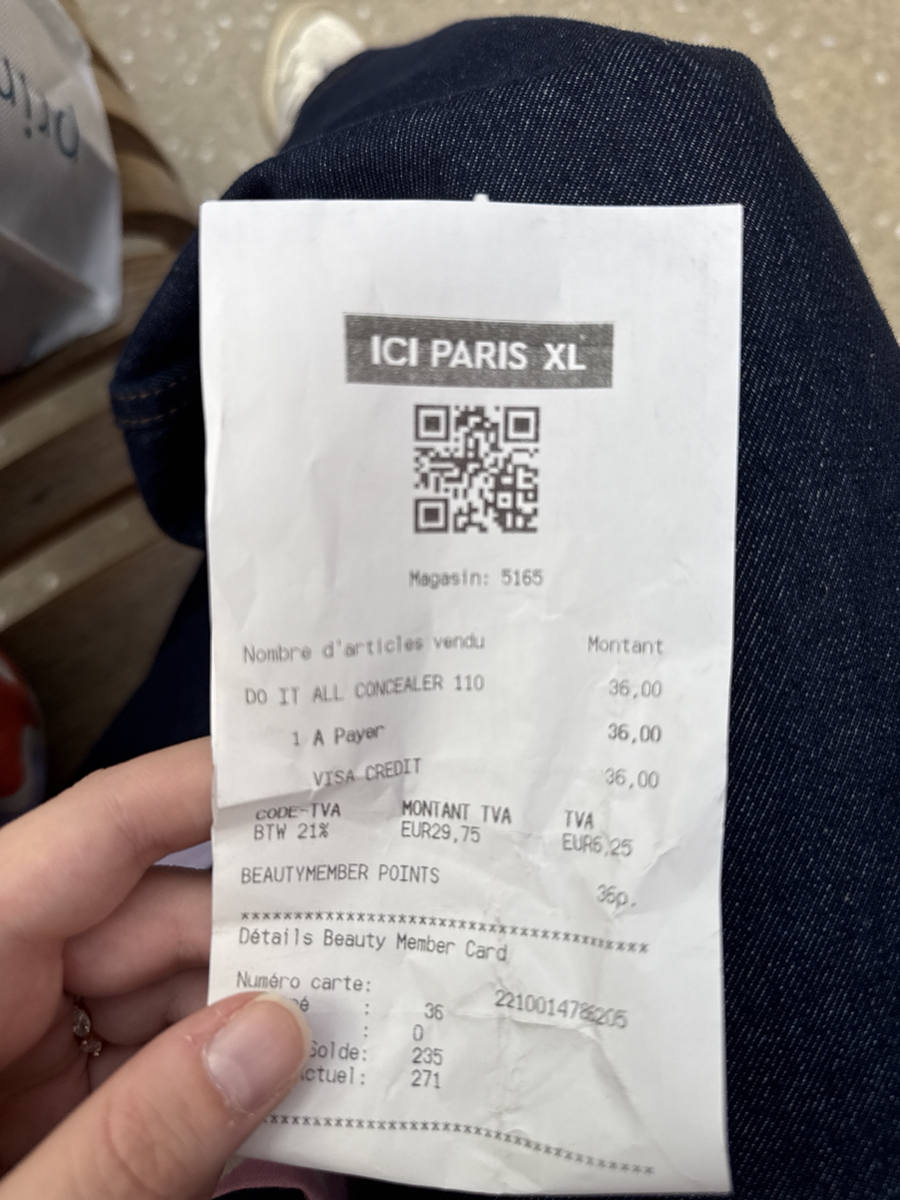 ICI PARIS XL
Magasin: 5165
Nombre d'articles vendu Montant
DO IT ALL CONCEALER 110 36,00
1 A Payer 36,00
VISA CREDIT 36,00
CODE-TVA MONTANT TVA TVA
BTW 21% EUR29,75 EUR6,25
BEAUTYMEMBER POINTS 36p.
*****************************************
Détails Beauty Member Card
Numéro carte: 2210014786205
: 36
: 0
Solde: 235
ctuel: 271
*****************************************